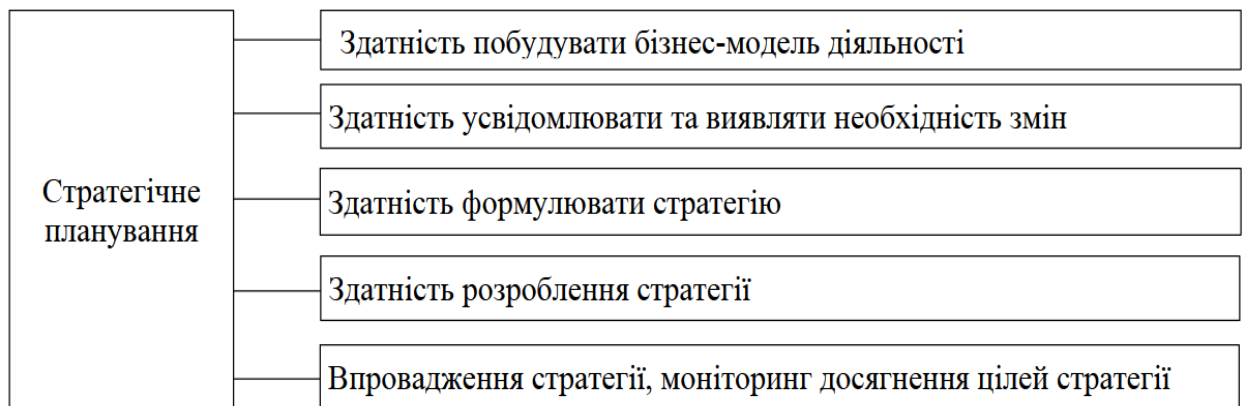 Здатність побудувати бізнес-модель діяльності
Здатність усвідомлювати та виявляти необхідність змін
Стратегічне
планування
Здатність формулювати стратегію
Здатність розроблення стратегії
Впровадження стратегії, моніторинг досягнення цілей стратегії